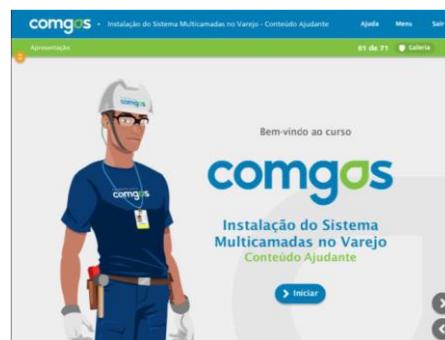 comgas • Instalação do Sistema Multicamadas no Varejo - Conteúdo Ajudante Ajuda Menu Sair
Apresentação 01 de 71 Galeria
comgas
comgas
Bem-vindo ao curso
comgas
Instalação do Sistema
Multicamadas no Varejo
Conteúdo Ajudante
Iniciar